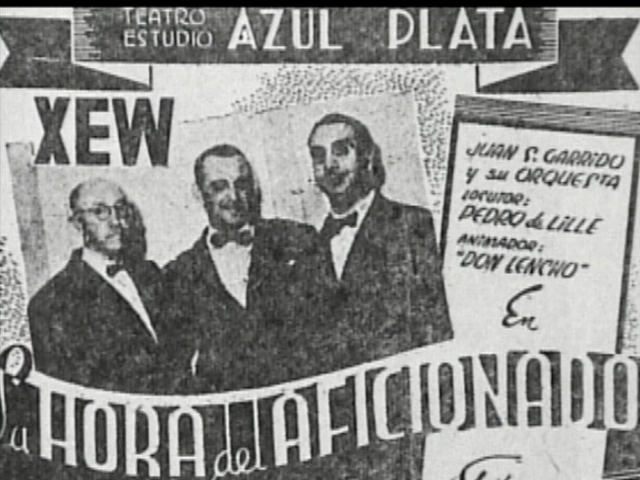 TEATRO
ESTUDIO
AZUL PLATA
XEW
JUAN S. GARRIDO
y su ORQUESTA
LOCUTOR:
PEDRO de LILLE
ANIMADOR:
"DON LENCHO"
En
La HORA del AFICIONADO